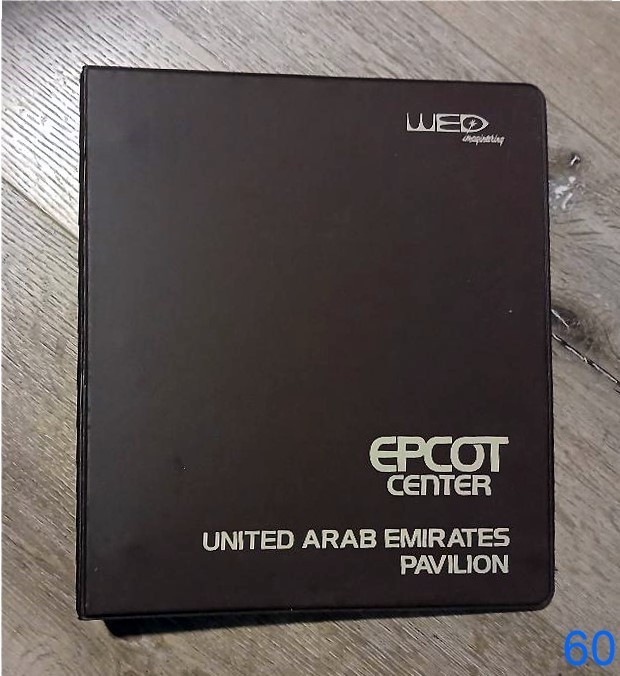 WED
imagineering
EPCOT
CENTER
UNITED ARAB EMIRATES
PAVILION
60